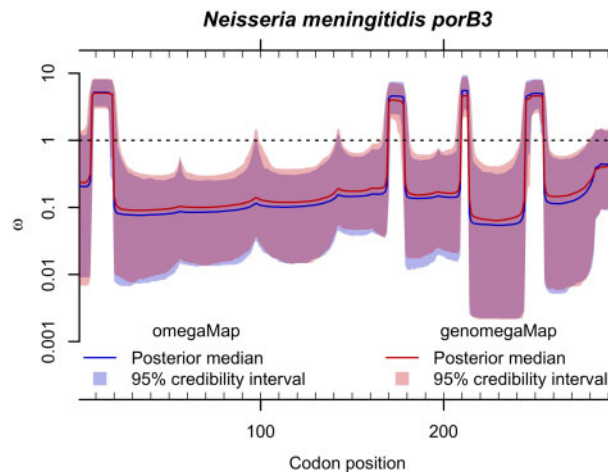 Neisseria meningitidis porB3
10
1
0.1
0.01
0.001
ω
omegaMap
genomegaMap
Posterior median
Posterior median
95% credibility interval
95% credibility interval
100
200
Codon position